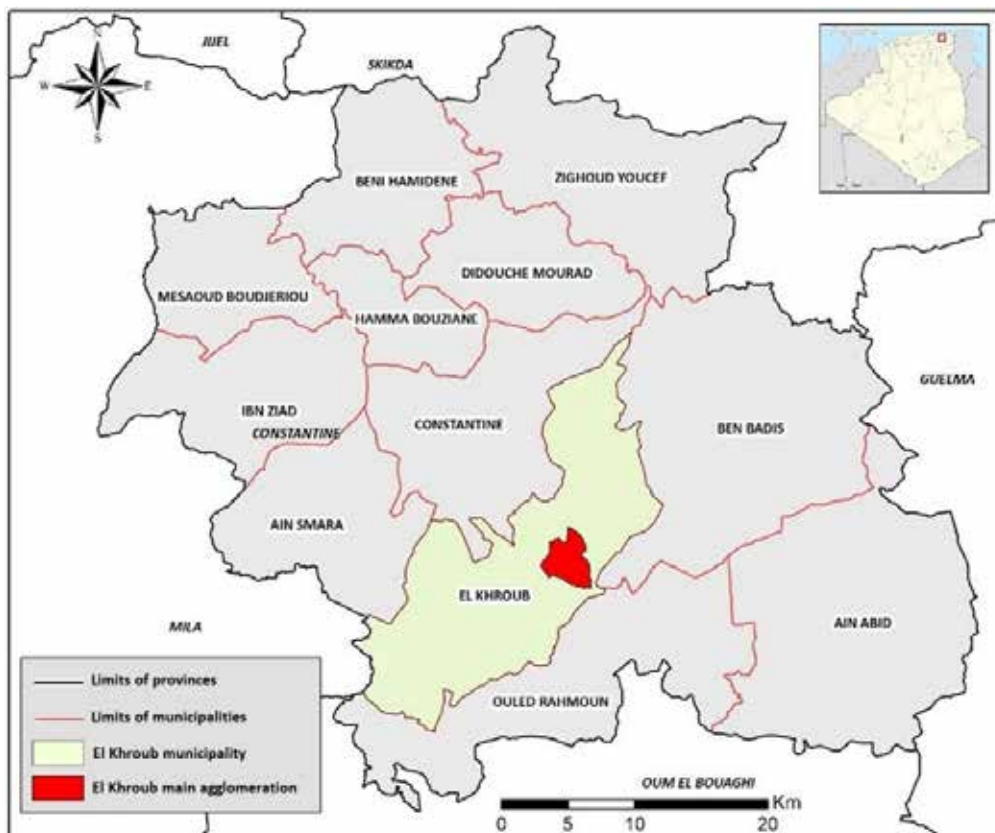 JIJEL
SKIKDA
N
W E
S
BENI HAMIDENE
ZIGHOUD YOUCEF
DIDOUCHE MOURAD
MESAOUD BOUDJERIOU
HAMMA BOUZIANE
GUELMA
IBN ZIAD
CONSTANTINE
CONSTANTINE
BEN BADIS
AIN SMARA
EL KHROUB
MILA
AIN ABID
OULED RAHMOUN
Limits of provinces
Limits of municipalities
El Khroub municipality
El Khroub main agglomeration
OUM EL BOUAGHI
Km
0 5 10 20